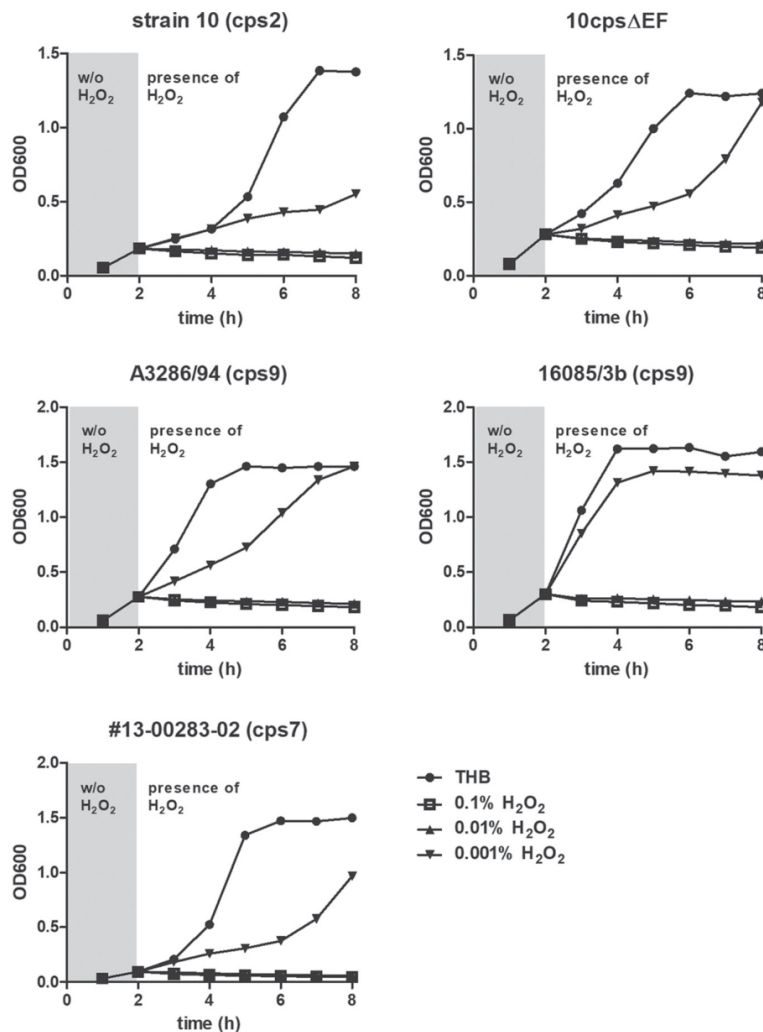 strain 10 (cps2)
w/o
H₂O₂
presence of
H₂O₂
1.5
1.0
0.5
0.0
OD600
0 2 4 6 8
time (h)
10cpsΔEF
w/o
H₂O₂
presence of
H₂O₂
1.5
1.0
0.5
0.0
OD600
0 2 4 6 8
time (h)
A3286/94 (cps9)
w/o
H₂O₂
presence of
H₂O₂
2.0
1.5
1.0
0.5
0.0
OD600
0 2 4 6 8
time (h)
16085/3b (cps9)
w/o
H₂O₂
presence of
H₂O₂
2.0
1.5
1.0
0.5
0.0
OD600
0 2 4 6 8
time (h)
#13-00283-02 (cps7)
w/o
H₂O₂
presence of
H₂O₂
2.0
1.5
1.0
0.5
0.0
OD600
0 2 4 6 8
time (h)
THB
0.1% H₂O₂
0.01% H₂O₂
0.001% H₂O₂